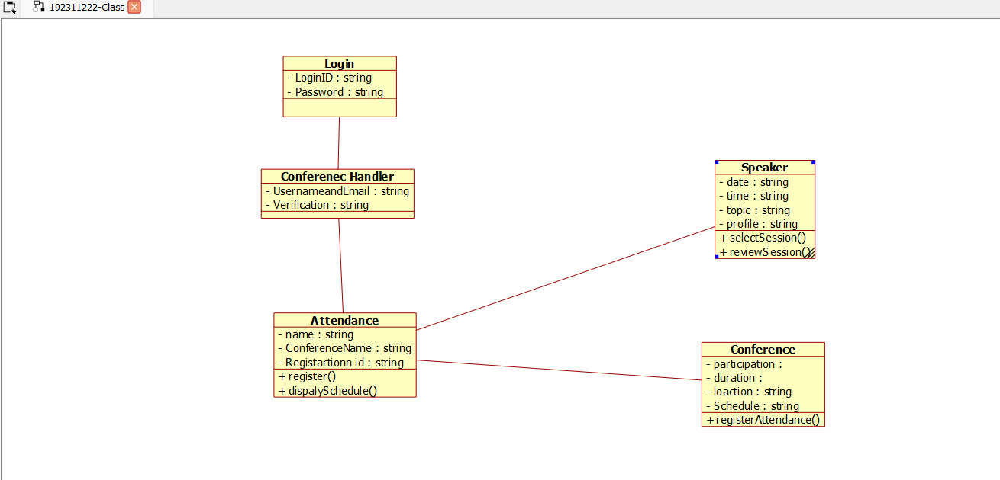 192311222-Class
Login
- LoginID : string
- Password : string
Conferenec Handler
- UsernameandEmail : string
- Verification : string
Attendance
- name : string
- ConferenceName : string
- Registartionn id : string
+ register()
+ dispalySchedule()
Speaker
- date : string
- time : string
- topic : string
- profile : string
+ selectSession()
+ reviewSession()
Conference
- participation :
- duration :
- loaction : string
- Schedule : string
+ registerAttendance()